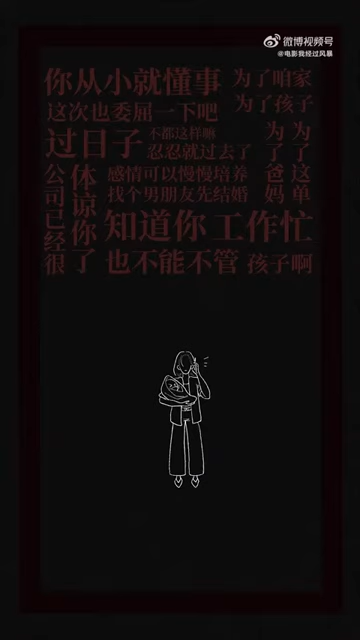 微博视频号
@电影我经过风暴
你从小就懂事
为了咱家
这次也委屈一下吧
为了孩子
过日子
不都这样嘛
忍忍就过去了
为了爸妈
为了这单
公司已经很
体谅你了
感情可以慢慢培养
找个男朋友先结婚
知道你工作忙
也不能不管
孩子啊